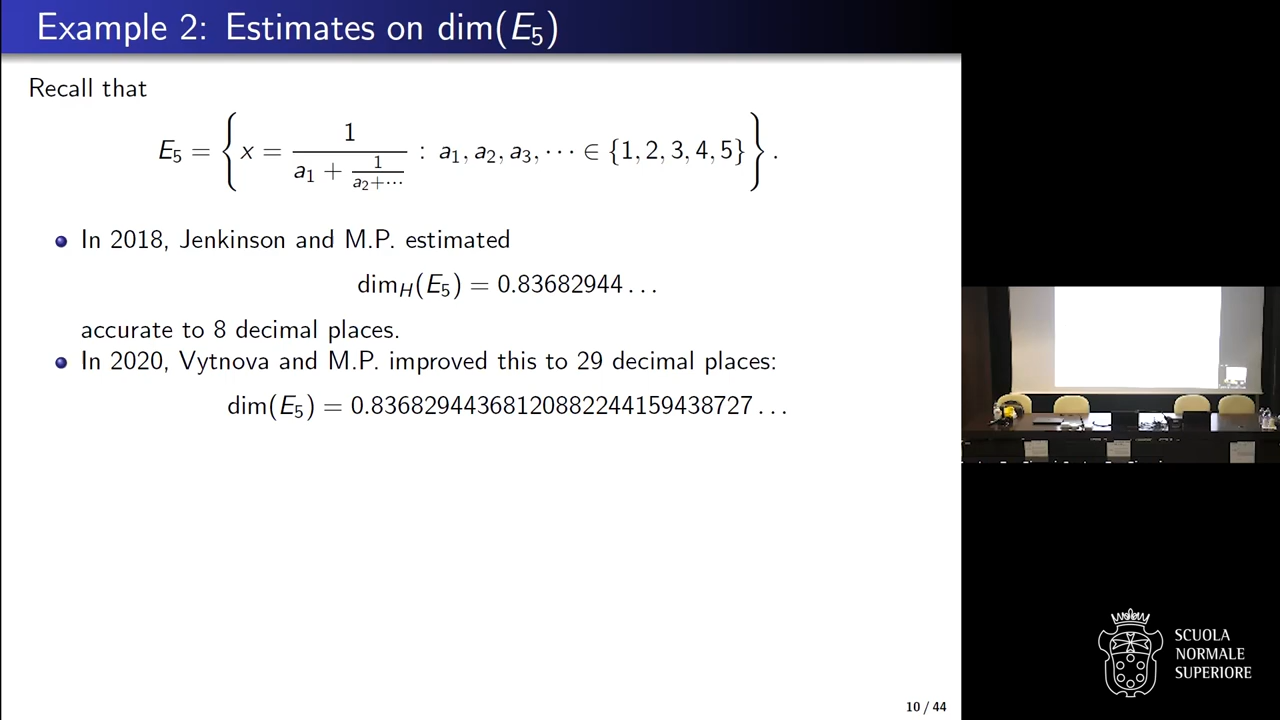 Example 2: Estimates on dim(E₅)
Recall that
E₅ = { x = 1 / (a₁ + 1 / (a₂+⋯)) : a₁, a₂, a₃, ⋯ ∈ {1, 2, 3, 4, 5} } .
In 2018, Jenkinson and M.P. estimated
dim_H(E₅) = 0.83682944 . . .
accurate to 8 decimal places.
In 2020, Vytnova and M.P. improved this to 29 decimal places:
dim(E₅) = 0.83682944368120882244159438727 . . .
10 / 44
SCUOLA
NORMALE
SUPERIORE